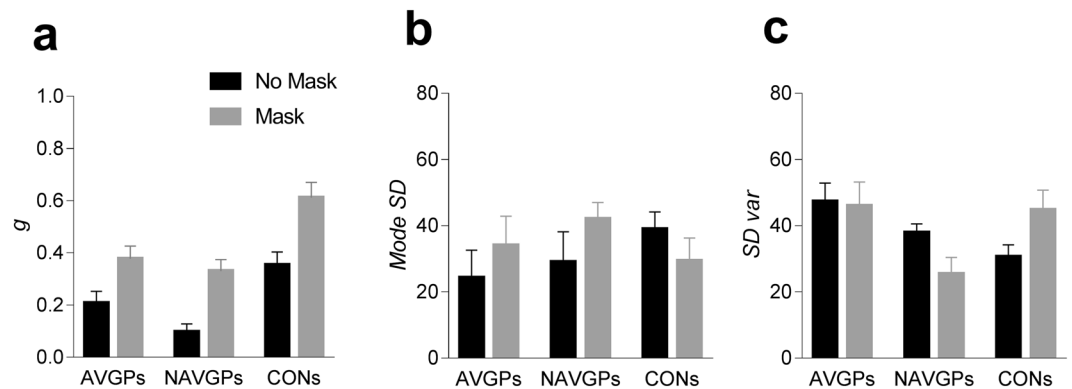 a
No Mask
Mask
1.0
0.8
0.6
0.4
0.2
0.0
g
AVGPs NAVGPs CONs
b
80
60
40
20
0
Mode SD
AVGPs NAVGPs CONs
c
80
60
40
20
0
SD var
AVGPs NAVGPs CONs